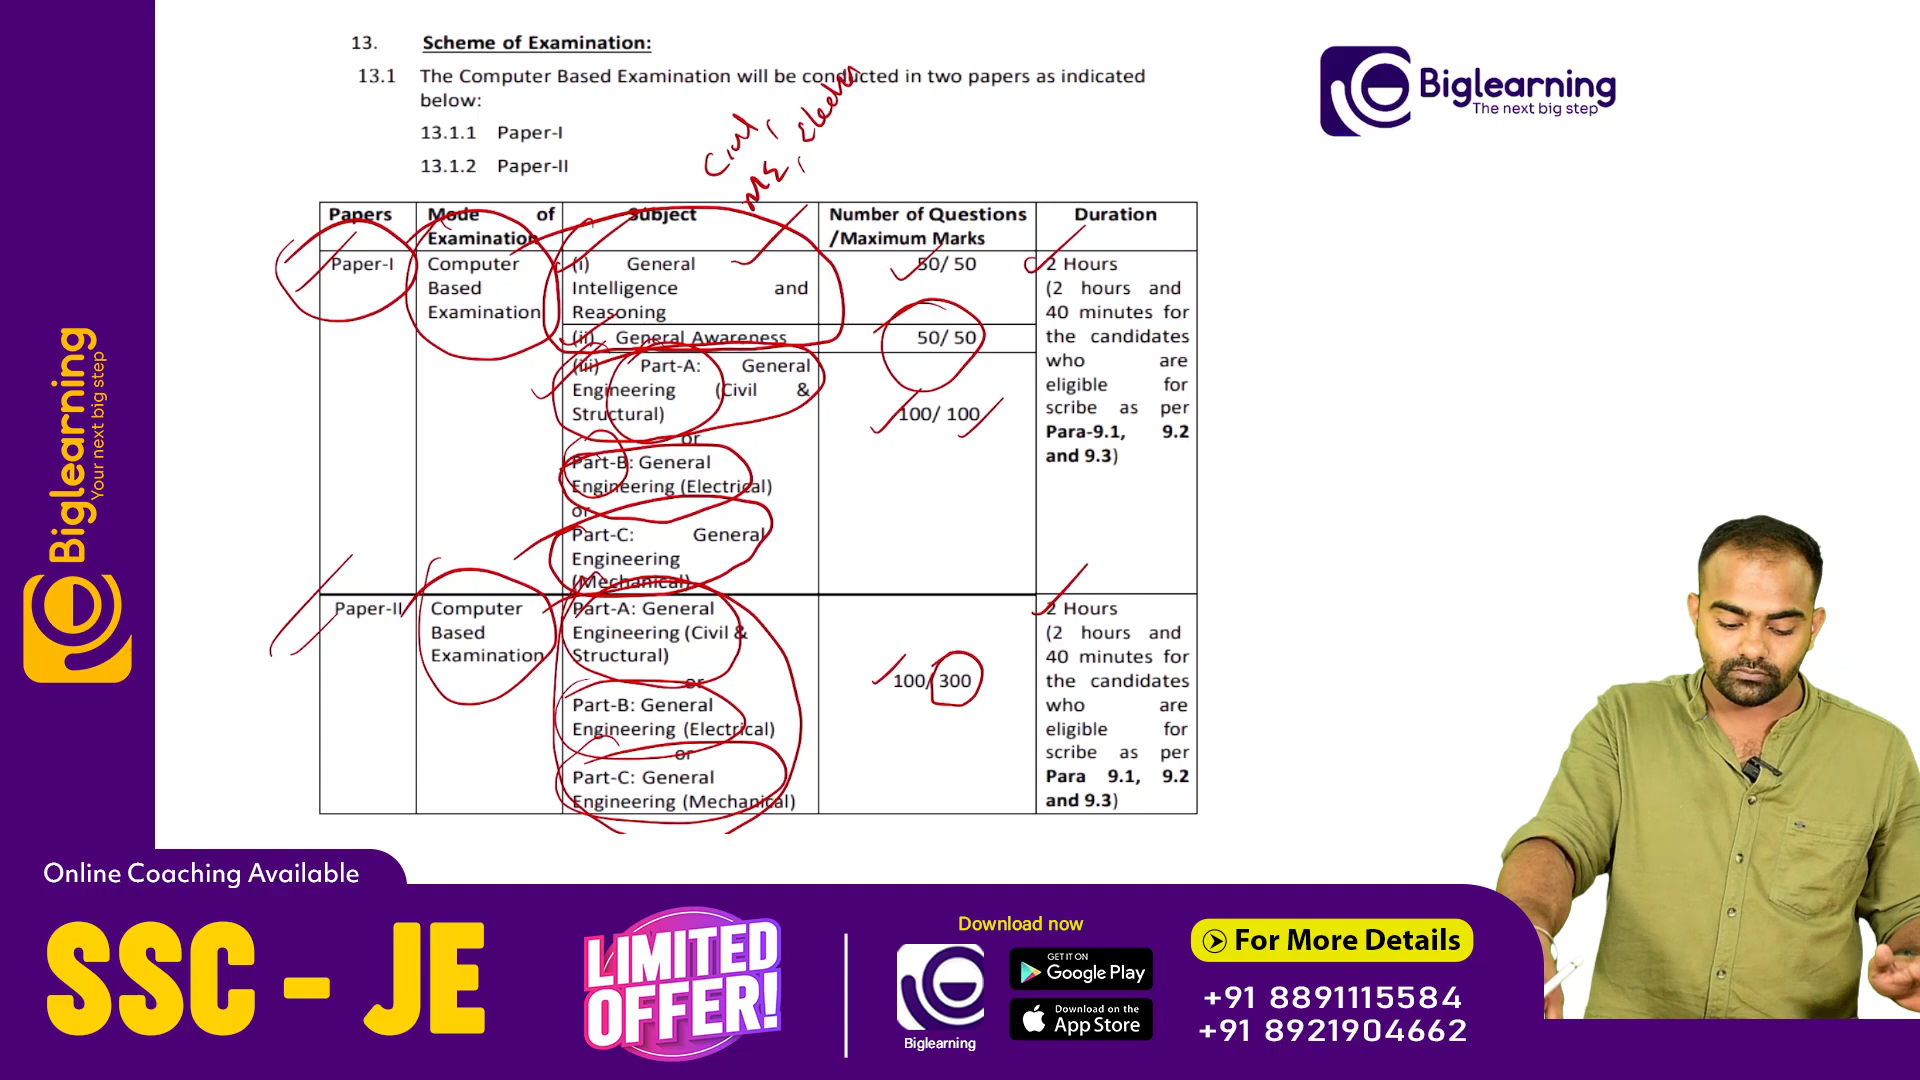 13. Scheme of Examination:
13.1 The Computer Based Examination will be conducted in two papers as indicated
below:
13.1.1 Paper-I
13.1.2 Paper-II
Civil,
ME,
Papers
Mode of
Examination
Subject
Number of Questions
/Maximum Marks
Duration
Paper-I
Computer
Based
Examination
(i) General
Intelligence and
Reasoning
50/ 50
(ii) General Awareness
50/ 50
(iii) Part-A: General
Engineering (Civil &
Structural)
or
Part-B: General
Engineering (Electrical)
or
Part-C: General
Engineering
(Mechanical)
100/ 100
2 Hours
(2 hours and
40 minutes for
the candidates
who are
eligible for
scribe as per
Para-9.1, 9.2
and 9.3)
Paper-II
Computer
Based
Examination
Part-A: General
Engineering (Civil &
Structural)
or
Part-B: General
Engineering (Electrical)
or
Part-C: General
Engineering (Mechanical)
100/ 300
2 Hours
(2 hours and
40 minutes for
the candidates
who are
eligible for
scribe as per
Para 9.1, 9.2
and 9.3)
Biglearning
The next big step
Biglearning
Your next big step
Online Coaching Available
SSC - JE
LIMITED
OFFER!
Download now
Biglearning
GET IT ON
Google Play
Download on the
App Store
For More Details
+91 8891115584
+91 8921904662